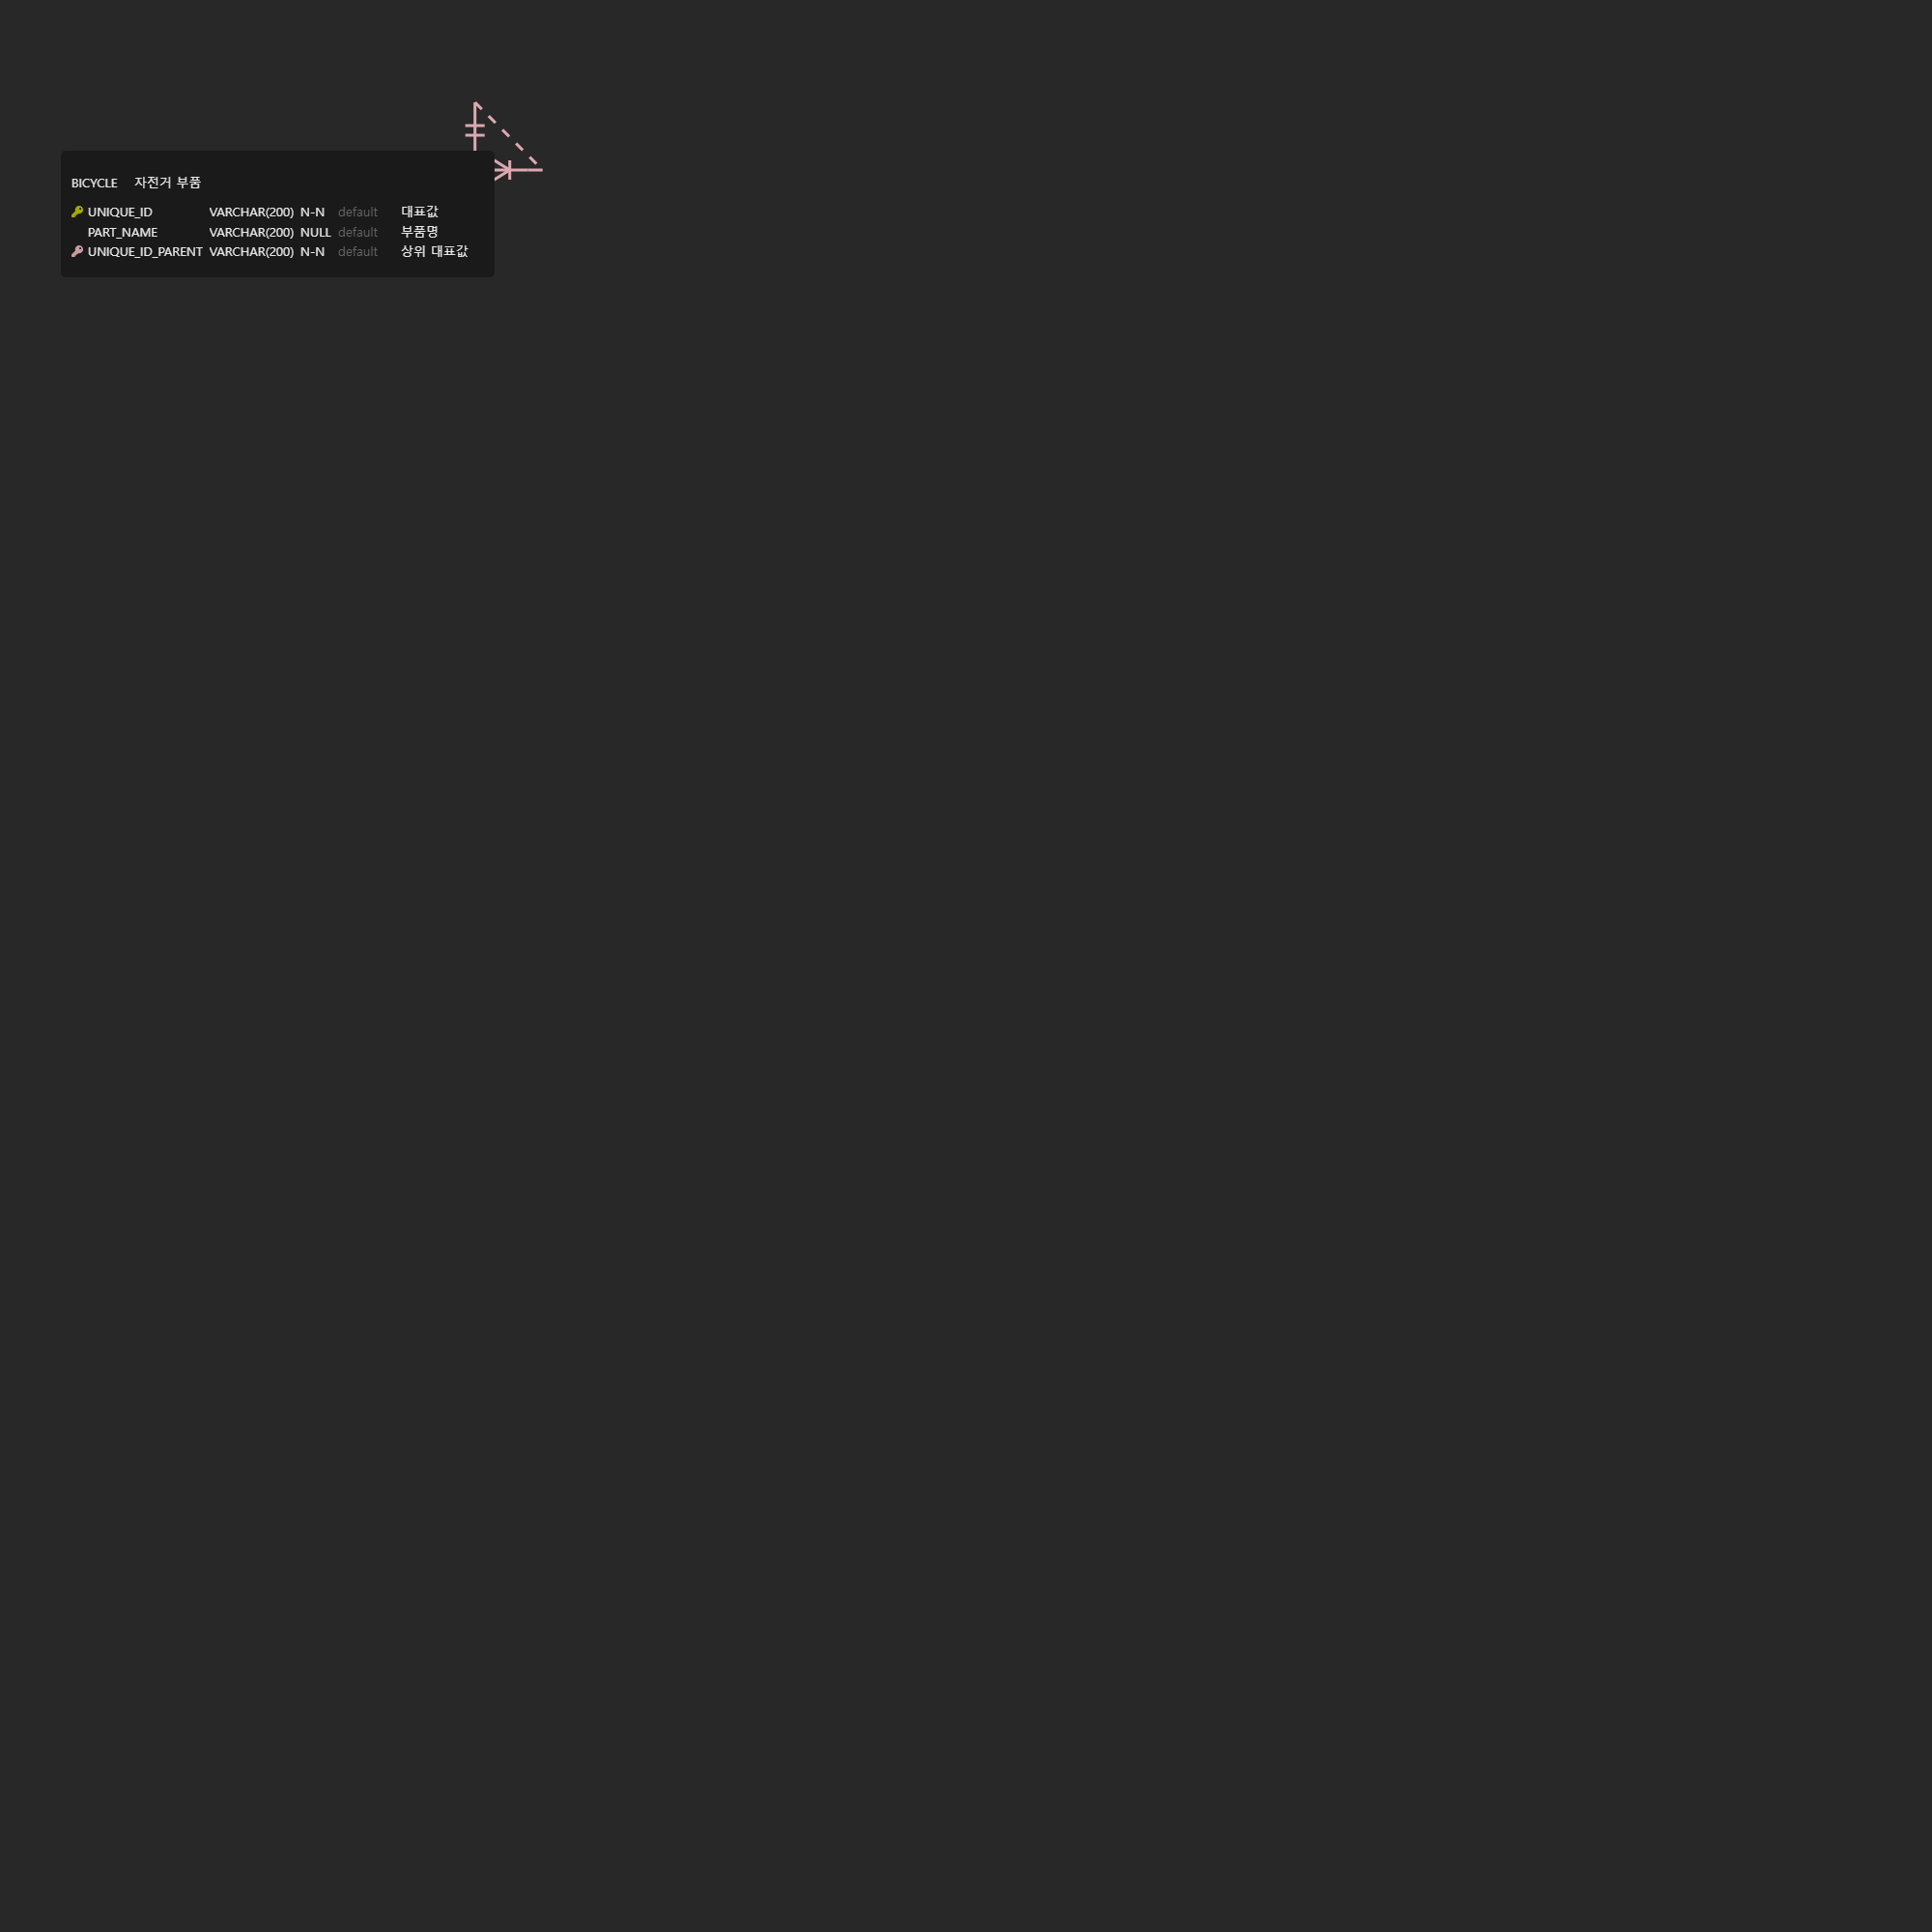 BICYCLE 자전거 부품
UNIQUE_ID VARCHAR(200) N-N default 대표값
PART_NAME VARCHAR(200) NULL default 부품명
UNIQUE_ID_PARENT VARCHAR(200) N-N default 상위 대표값